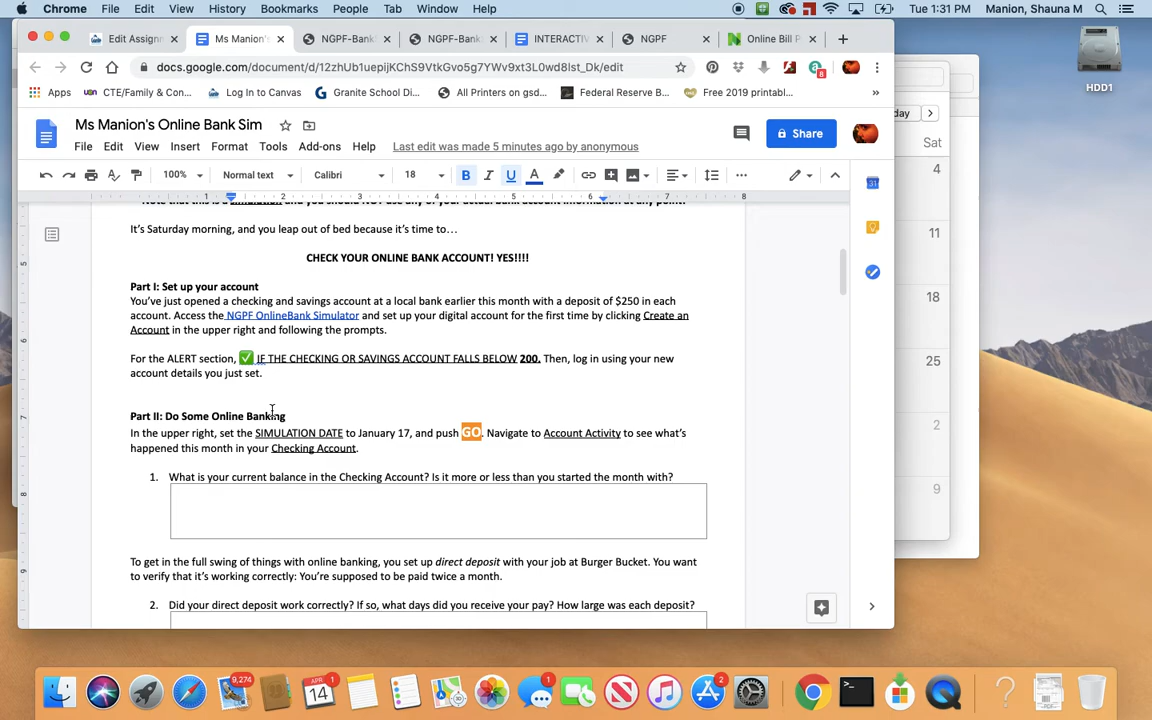 Chrome File Edit View History Bookmarks People Tab Window Help Tue 1:31 PM Manion, Shauna M
Edit Assignm Ms Manion's NGPF-Bank NGPF-Bank INTERACTIV NGPF Online Bill P
docs.google.com/document/d/12zhUb1uepijKChS9VtkGvo5g7YWv9xt3L0wd8lst_Dk/edit
8
Apps CTE/Family & Con... Log In to Canvas Granite School Di... All Printers on gsd... Federal Reserve B... Free 2019 printabl... »
HDD1
Ms Manion's Online Bank Sim
Share
File Edit View Insert Format Tools Add-ons Help Last edit was made 5 minutes ago by anonymous
100% Normal text Calibri 18 B I U A
2 3 4 5 6 7 8
day
Sat
4
11
18
25
2
9
31
5
6
7
8
9
Note that this is a simulation and you should NOT use any of your actual bank account information at any point.
It's Saturday morning, and you leap out of bed because it's time to…
CHECK YOUR ONLINE BANK ACCOUNT! YES!!!!
Part I: Set up your account
You've just opened a checking and savings account at a local bank earlier this month with a deposit of $250 in each
account. Access the NGPF OnlineBank Simulator and set up your digital account for the first time by clicking Create an
Account in the upper right and following the prompts.
For the ALERT section, ✅ IF THE CHECKING OR SAVINGS ACCOUNT FALLS BELOW 200. Then, log in using your new
account details you just set.
Part II: Do Some Online Banking
In the upper right, set the SIMULATION DATE to January 17, and push GO. Navigate to Account Activity to see what's
happened this month in your Checking Account.
1. What is your current balance in the Checking Account? Is it more or less than you started the month with?
To get in the full swing of things with online banking, you set up direct deposit with your job at Burger Bucket. You want
to verify that it's working correctly: You're supposed to be paid twice a month.
2. Did your direct deposit work correctly? If so, what days did you receive your pay? How large was each deposit?
9,274
APR
14
1
1
2